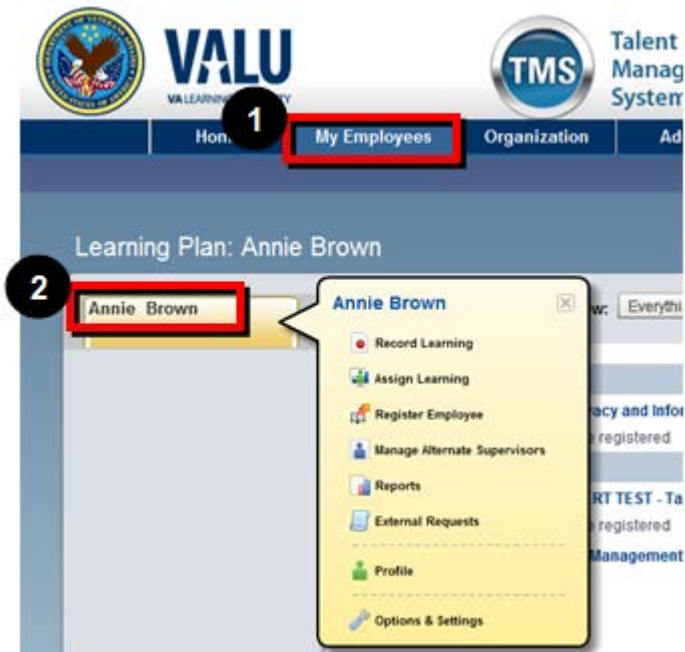 VALU
VA LEARNING
TMS
Talent
Manag
System
1
Hom
My Employees
Organization
Ad
Learning Plan: Annie Brown
2
Annie Brown
Annie Brown
w: Everythi
Record Learning
Assign Learning
Register Employee
acy and Infor
Manage Alternate Supervisors
registered
Reports
RT TEST - Ta
External Requests
registered
Management
Profile
Options & Settings